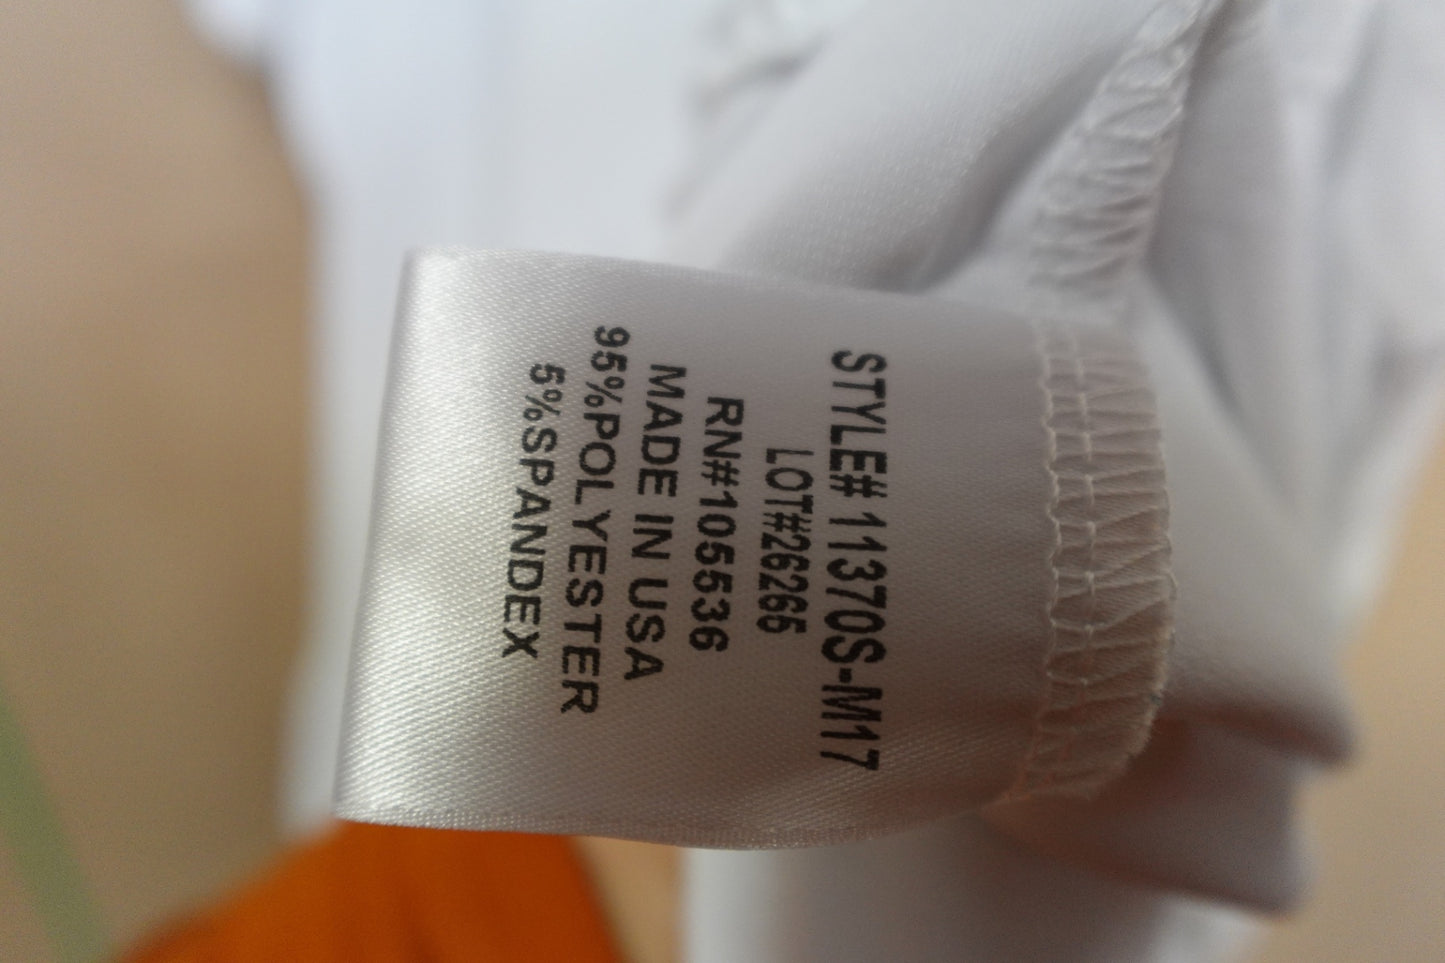 STYLE# 11370S-M17
LOT#26265
RN#105536
MADE IN USA
95%POLYESTER
5%SPANDEX